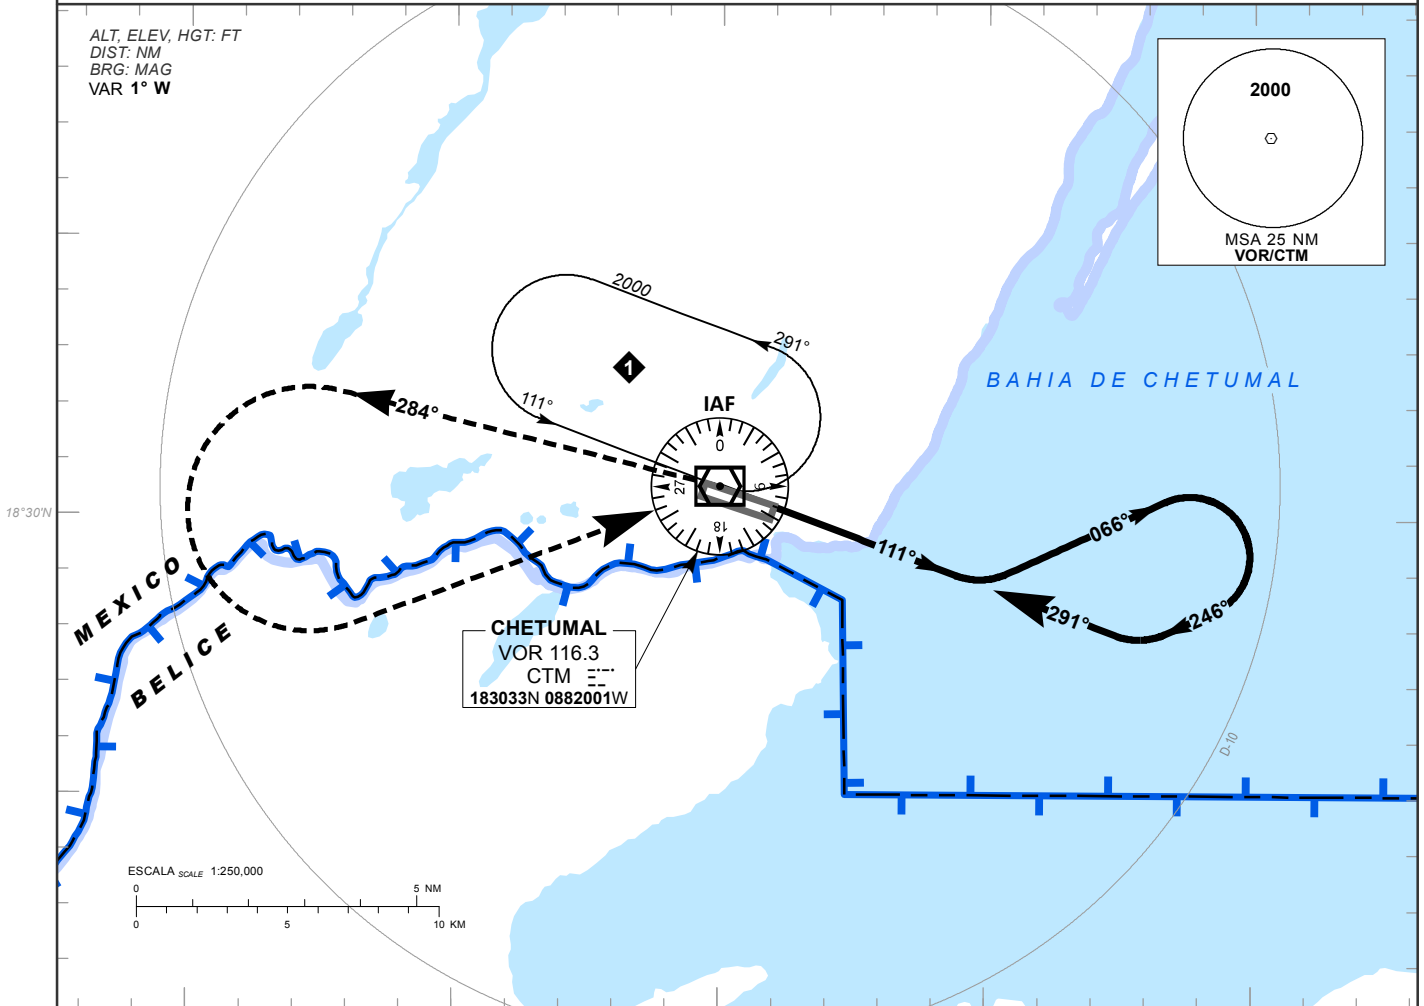 ALT, ELEV, HGT: FT
DIST: NM
BRG: MAG
VAR 1° W
2000
MSA 25 NM
VOR/CTM
2000
291°
1
111°
IAF
0
9
18
27
284°
BAHIA DE CHETUMAL
18°30'N
111°
066°
246°
291°
MEXICO
BELICE
CHETUMAL
VOR 116.3
CTM
183033N 0882001W
D-10
ESCALA SCALE 1:250,000
0 5 NM
0 5 10 KM